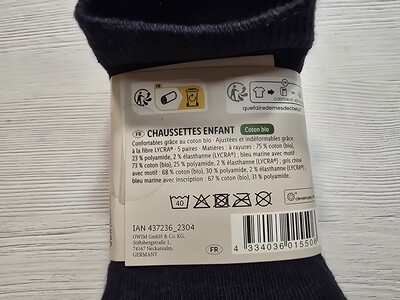 quefairedemesdechets.fr
FR CHAUSSETTES ENFANT Coton bio
Confortables grâce au coton bio · Ajustées et indéformables grâce
à la fibre LYCRA® · 5 paires · Matières : à rayures : 75 % coton (bio),
23 % polyamide, 2 % élasthanne (LYCRA®) ; bleu marine avec motif :
73 % coton (bio), 25 % polyamide, 2 % élasthanne (LYCRA®) ; gris chiné
avec motif : 68 % coton (bio), 30 % polyamide, 2 % élasthanne (LYCRA®) ;
bleu marine avec inscription : 67 % coton (bio), 31 % polyamide,
40
IAN 437236_2304
OWIM GmbH & Co. KG,
Stiftsbergstraße 1,
74167 Neckarsulm,
GERMANY
FR
4 334036 01550